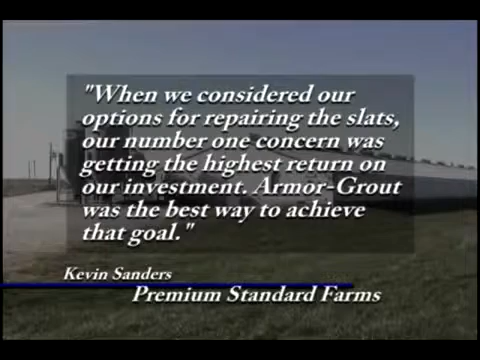 "When we considered our
options for repairing the slats,
our number one concern was
getting the highest return on
our investment. Armor-Grout
was the best way to achieve
that goal."
Kevin Sanders
Premium Standard Farms